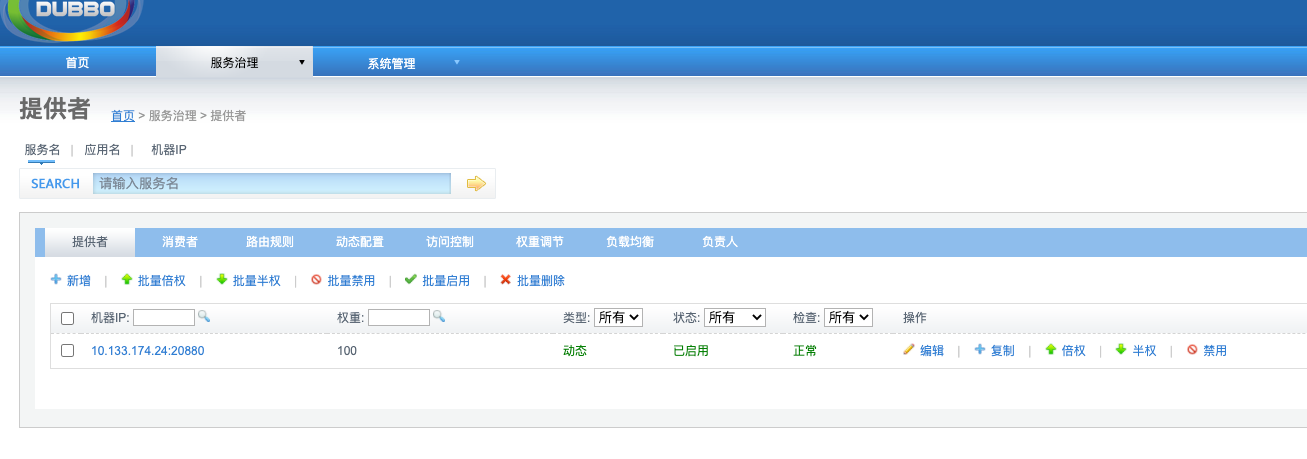 DUBBO
首页 服务治理 系统管理
提供者 首页 > 服务治理 > 提供者
服务名 | 应用名 | 机器IP
SEARCH 请输入服务名
提供者 消费者 路由规则 动态配置 访问控制 权重调节 负载均衡 负责人
新增 | 批量倍权 | 批量半权 | 批量禁用 | 批量启用 | 批量删除
机器IP: 权重: 类型: 所有 状态: 所有 检查: 所有 操作
10.133.174.24:20880 100 动态 已启用 正常 编辑 | 复制 | 倍权 | 半权 | 禁用